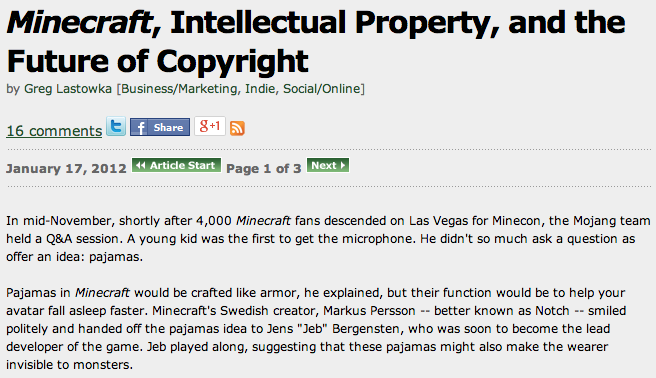 Minecraft, Intellectual Property, and the
Future of Copyright
by Greg Lastowka [Business/Marketing, Indie, Social/Online]
16 comments Share g+1
January 17, 2012 Article Start Page 1 of 3 Next
In mid-November, shortly after 4,000 Minecraft fans descended on Las Vegas for Minecon, the Mojang team
held a Q&A session. A young kid was the first to get the microphone. He didn't so much ask a question as
offer an idea: pajamas.
Pajamas in Minecraft would be crafted like armor, he explained, but their function would be to help your
avatar fall asleep faster. Minecraft's Swedish creator, Markus Persson -- better known as Notch -- smiled
politely and handed off the pajamas idea to Jens "Jeb" Bergensten, who was soon to become the lead
developer of the game. Jeb played along, suggesting that these pajamas might also make the wearer
invisible to monsters.